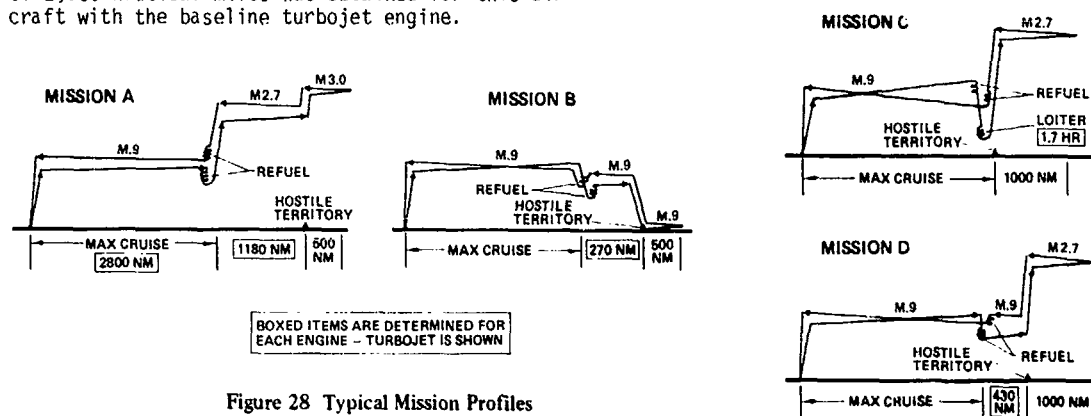 craft with the baseline turbojet engine.
MISSION A
M.9
M2.7
M3.0
REFUEL
HOSTILE
TERRITORY
MAX CRUISE
2800 NM
1180 NM
500
NM
MISSION B
M.9
M.9
REFUEL
HOSTILE
TERRITORY
M.9
MAX CRUISE
270 NM
500
NM
BOXED ITEMS ARE DETERMINED FOR
EACH ENGINE – TURBOJET IS SHOWN
Figure 28 Typical Mission Profiles
MISSION C
M2.7
M.9
REFUEL
HOSTILE
TERRITORY
LOITER
1.7 HR
MAX CRUISE
1000 NM
MISSION D
M2.7
M.9
M.9
HOSTILE
TERRITORY
REFUEL
MAX CRUISE
430
NM
1000 NM